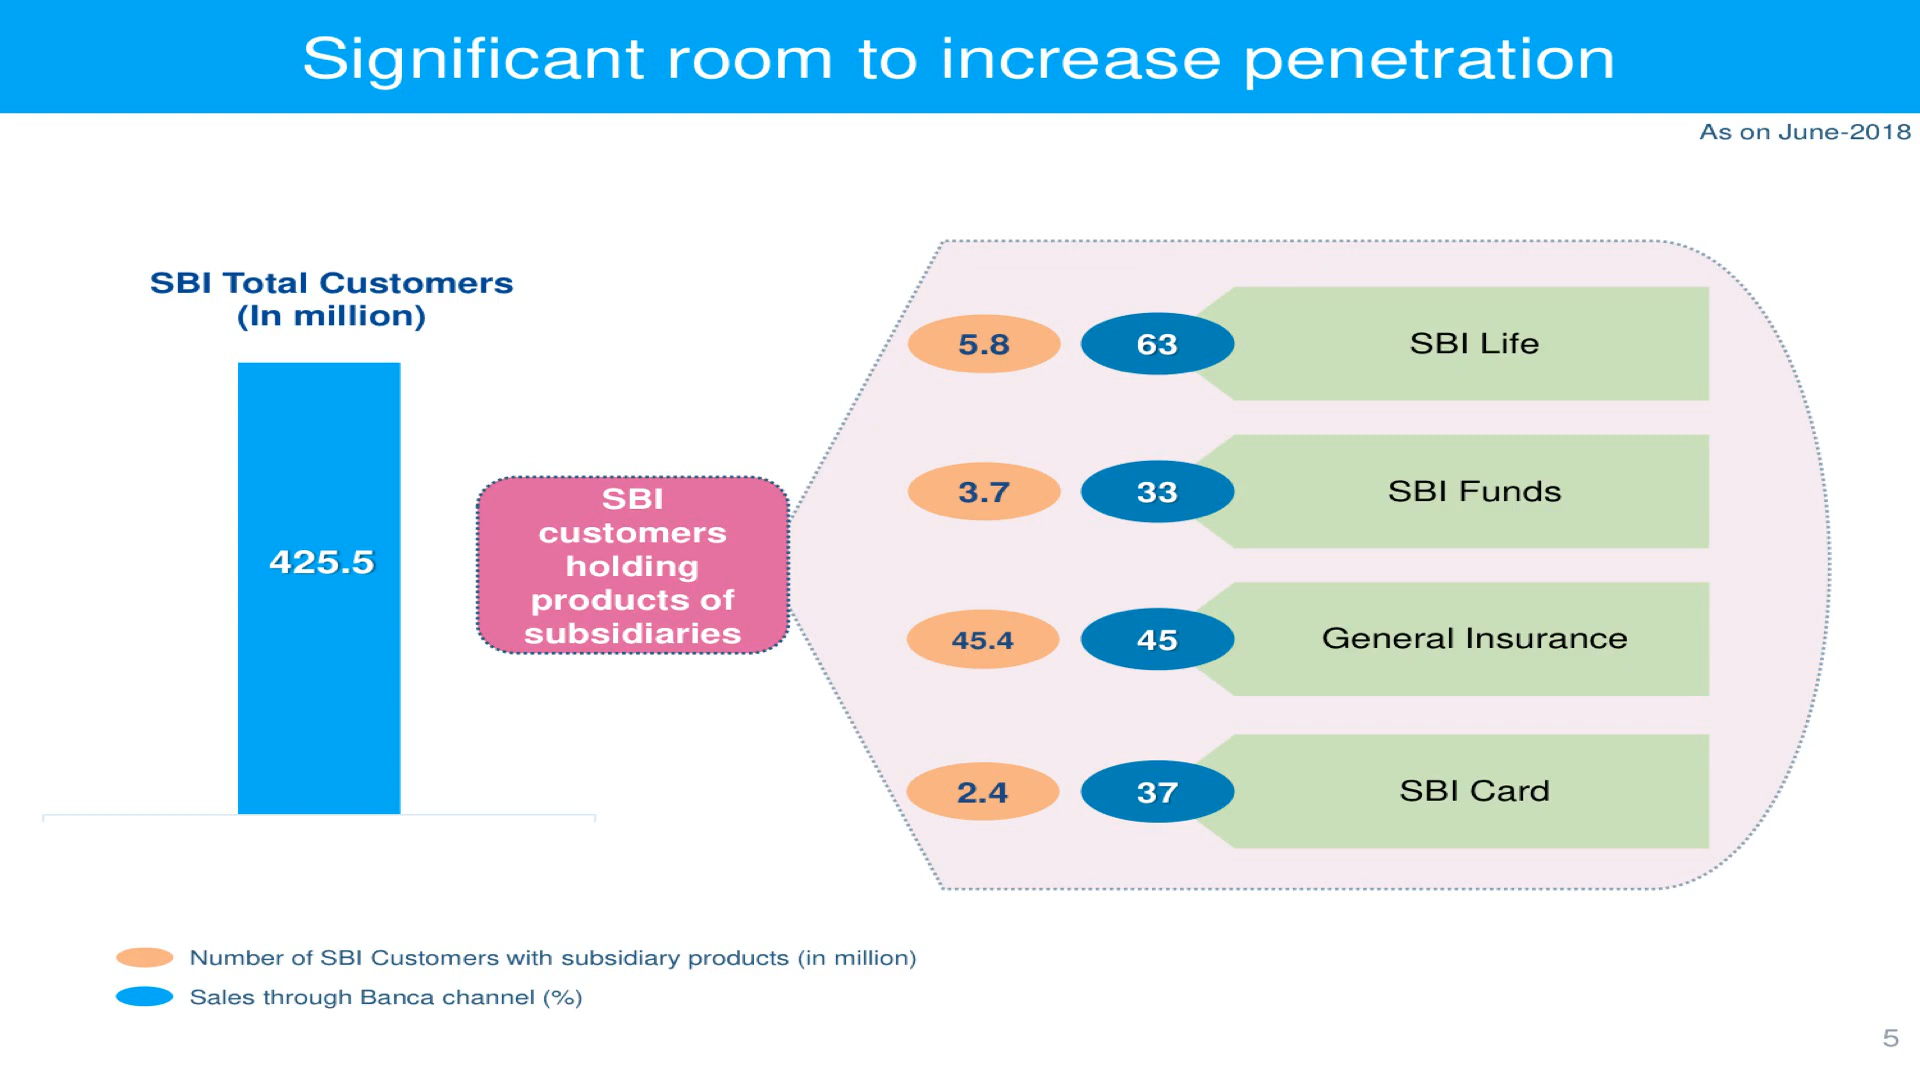 Significant room to increase penetration
As on June-2018
SBI Total Customers
(In million)
425.5
SBI
customers
holding
products of
subsidiaries
5.8 63 SBI Life
3.7 33 SBI Funds
45.4 45 General Insurance
2.4 37 SBI Card
Number of SBI Customers with subsidiary products (in million)
Sales through Banca channel (%)
5